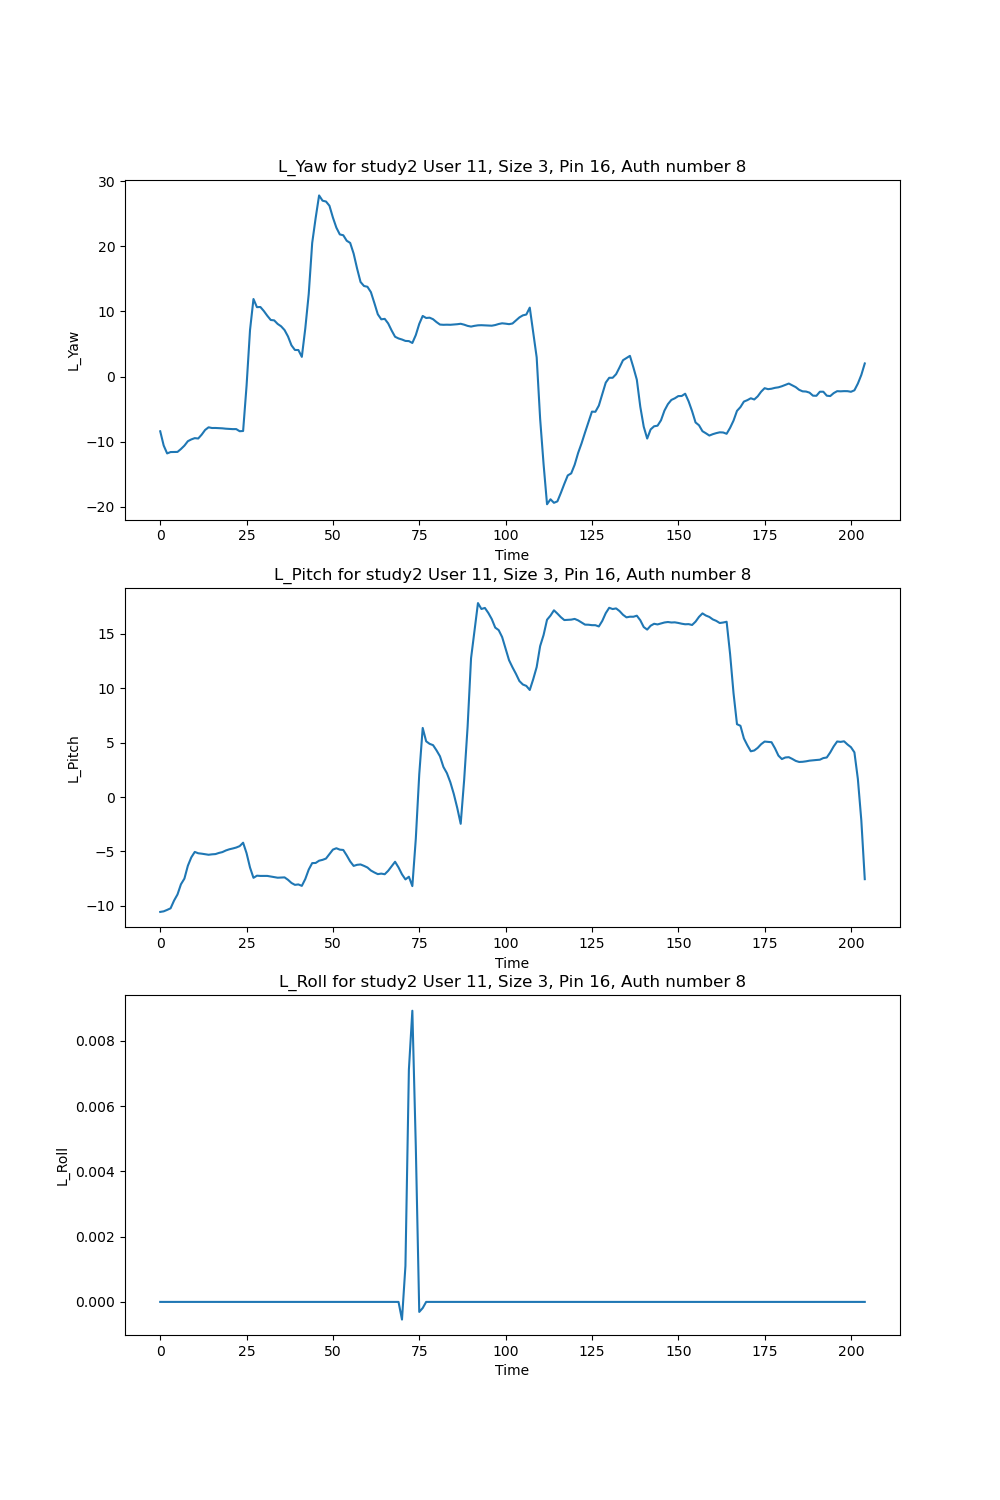 L_Yaw for study2 User 11, Size 3, Pin 16, Auth number 8
30
20
10
0
−10
−20
L_Yaw
0 25 50 75 100 125 150 175 200
Time
L_Pitch for study2 User 11, Size 3, Pin 16, Auth number 8
15
10
5
0
−5
−10
L_Pitch
0 25 50 75 100 125 150 175 200
Time
L_Roll for study2 User 11, Size 3, Pin 16, Auth number 8
0.008
0.006
0.004
0.002
0.000
L_Roll
0 25 50 75 100 125 150 175 200
Time